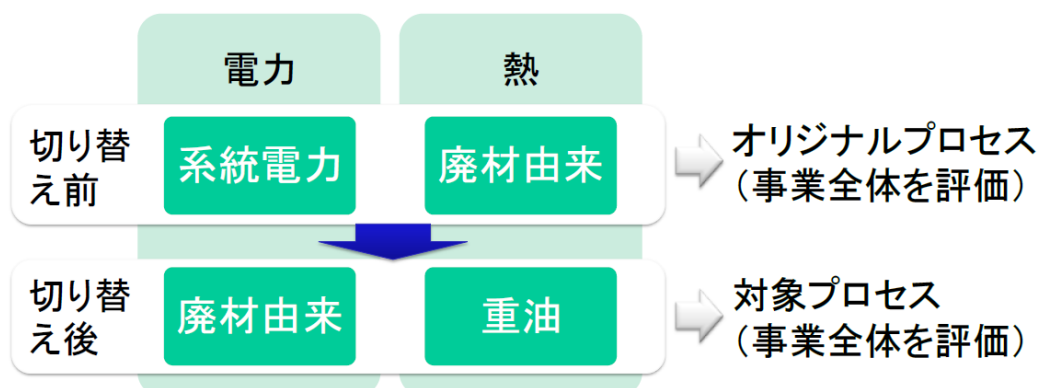 電力
熱
切り替
え前
系統電力
廃材由来
オリジナルプロセス
（事業全体を評価）
切り替
え後
廃材由来
重油
対象プロセス
（事業全体を評価）